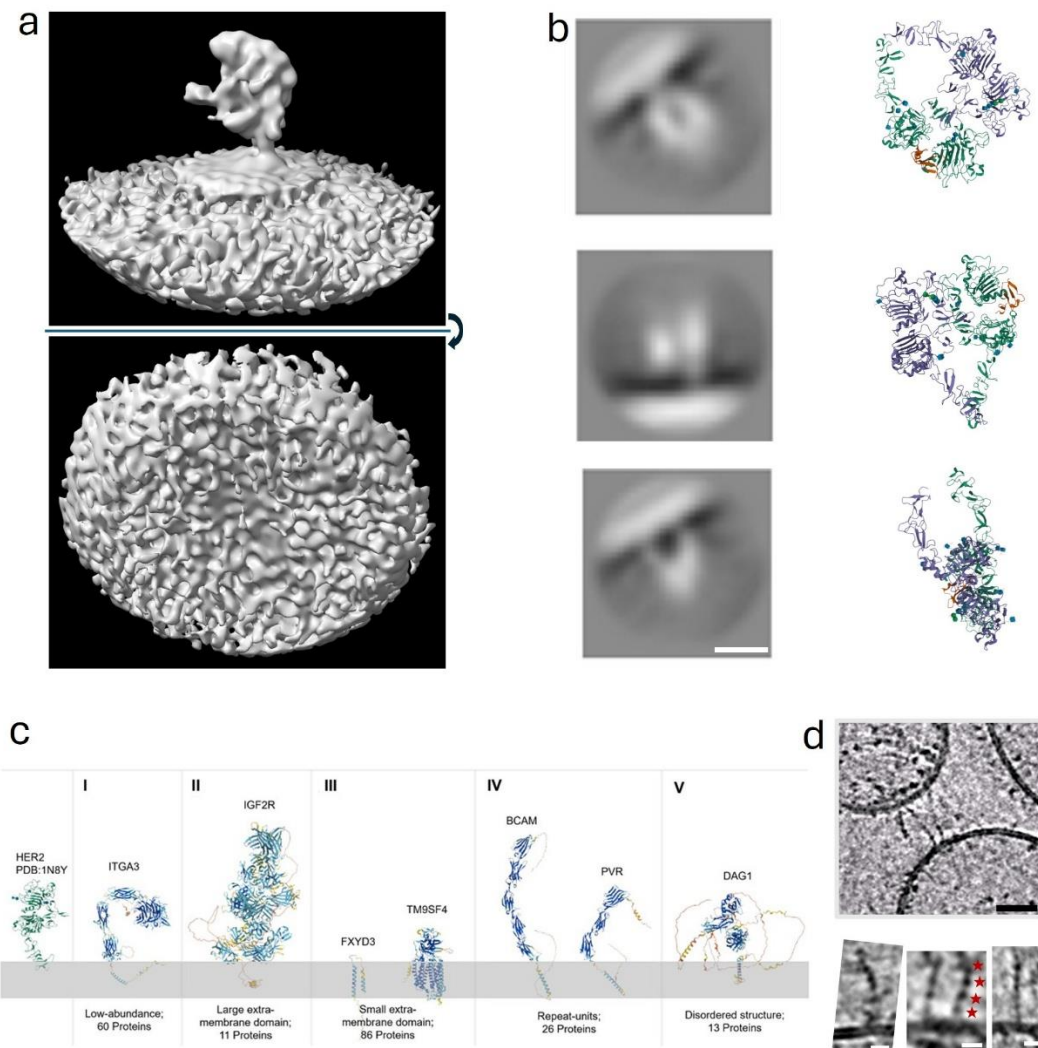 a
b
c
d
I
II
III
IV
V
HER2
PDB:1N8Y
ITGA3
IGF2R
FXYD3
TM9SF4
BCAM
PVR
DAG1
Low-abundance;
60 Proteins
Large extra-
membrane domain;
11 Proteins
Small extra-
membrane domain;
86 Proteins
Repeat-units;
26 Proteins
Disordered structure;
13 Proteins